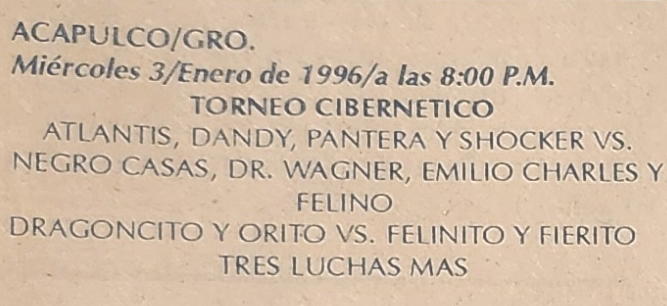 ACAPULCO/GRO.
Miércoles 3/Enero de 1996/a las 8:00 P.M.
TORNEO CIBERNETICO
ATLANTIS, DANDY, PANTERA Y SHOCKER VS.
NEGRO CASAS, DR. WAGNER, EMILIO CHARLES Y
FELINO
DRAGONCITO Y ORITO VS. FELINITO Y FIERITO
TRES LUCHAS MAS